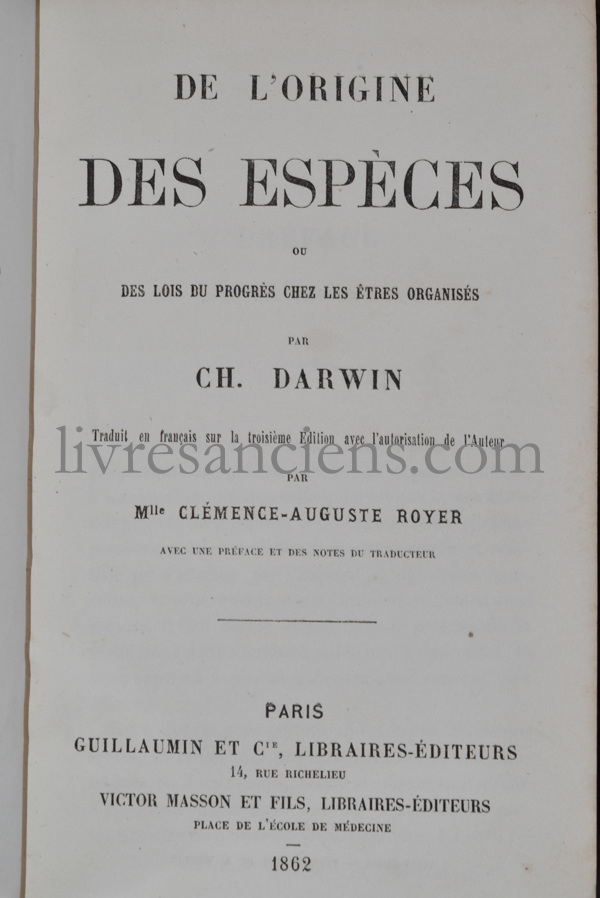 DE L'ORIGINE
DES ESPÈCES
OU
DES LOIS DU PROGRÈS CHEZ LES ÊTRES ORGANISÉS
PAR
CH. DARWIN
Traduit en français sur la troisième Édition avec l'autorisation de l'Auteur
livresanciens.com
PAR
Mlle CLÉMENCE-AUGUSTE ROYER
AVEC UNE PRÉFACE ET DES NOTES DU TRADUCTEUR
PARIS
GUILLAUMIN ET CIE, LIBRAIRES-ÉDITEURS
14, RUE RICHELIEU
VICTOR MASSON ET FILS, LIBRAIRES-ÉDITEURS
PLACE DE L'ÉCOLE DE MÉDECINE
1862